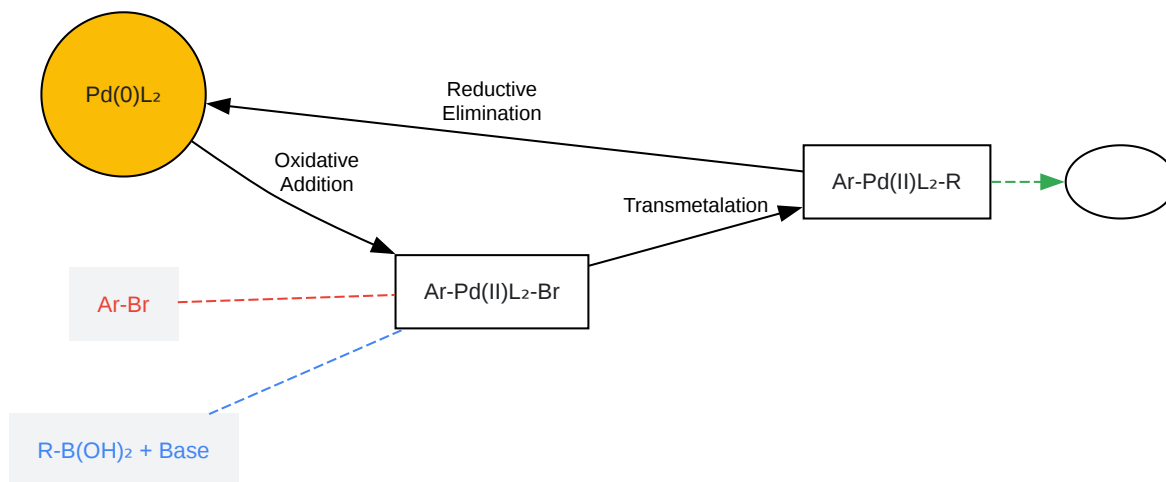 Pd(0)L₂
Reductive
Elimination
Oxidative
Addition
Ar-Pd(II)L₂-R
Transmetalation
Ar-Br
Ar-Pd(II)L₂-Br
R-B(OH)₂ + Base